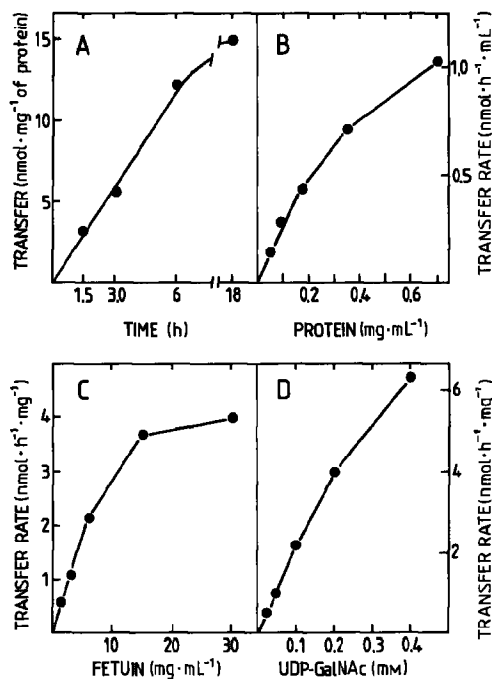 A
B
TRANSFER (nmol·mg⁻¹ of protein)
15
10
5
1.5 3.0 6 18
TIME (h)
TRANSFER RATE (nmol·h⁻¹·mL⁻¹)
1.0
0.5
0.2 0.4 0.6
PROTEIN (mg·mL⁻¹)
C
D
TRANSFER RATE (nmol·h⁻¹·mg⁻¹)
4
3
2
1
10 20 30
FETUIN (mg·mL⁻¹)
TRANSFER RATE (nmol·h⁻¹·mg⁻¹)
6
4
2
0.1 0.2 0.3 0.4
UDP-GalNAc (mM)